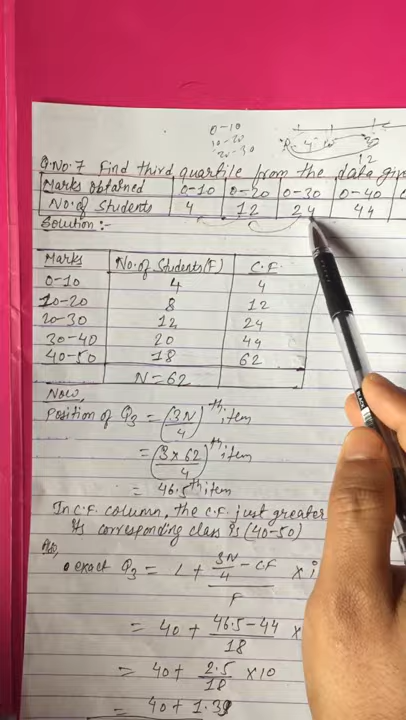 0-10
10-20
20-30
12
Q.No.7 Find third quartile from the data giv
Marks obtained 0-10 0-20 0-30 0-40
No. of Students 4 12 24 44
Solution:-
Marks No. of Students (F) C.F.
0-10 4 4
10-20 8 12
20-30 12 24
30-40 20 44
40-50 18 62
N=62
Now,
Position of Q3 = (3N/4)th item
= (3×62/4)th item
= 46.5th item
In C.F. column, the C.F. just greater
Its corresponding class is (40-50)
exact Q3 = L + 3N/4 - CF / F × i
= 40 + 46.5-44 / 18 ×
= 40 + 2.5 / 18 ×10
= 40 + 1.39